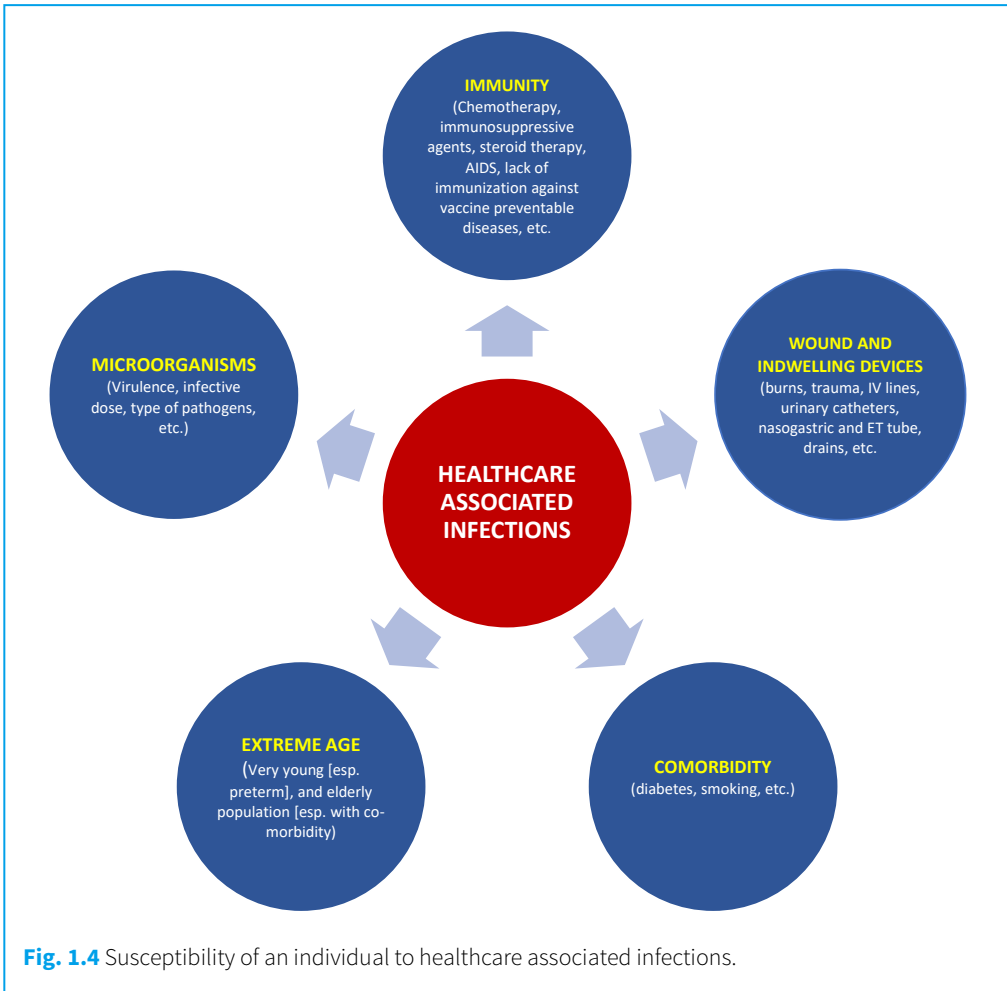 IMMUNITY
(Chemotherapy,
immunosuppressive
agents, steroid therapy,
AIDS, lack of
immunization against
vaccine preventable
diseases, etc.
MICROORGANISMS
(Virulence, infective
dose, type of pathogens,
etc.)
WOUND AND
INDWELLING DEVICES
(burns, trauma, IV lines,
urinary catheters,
nasogastric and ET tube,
drains, etc.
HEALTHCARE
ASSOCIATED
INFECTIONS
EXTREME AGE
(Very young [esp.
preterm], and elderly
population [esp. with co-
morbidity)
COMORBIDITY
(diabetes, smoking, etc.)
Fig. 1.4 Susceptibility of an individual to healthcare associated infections.